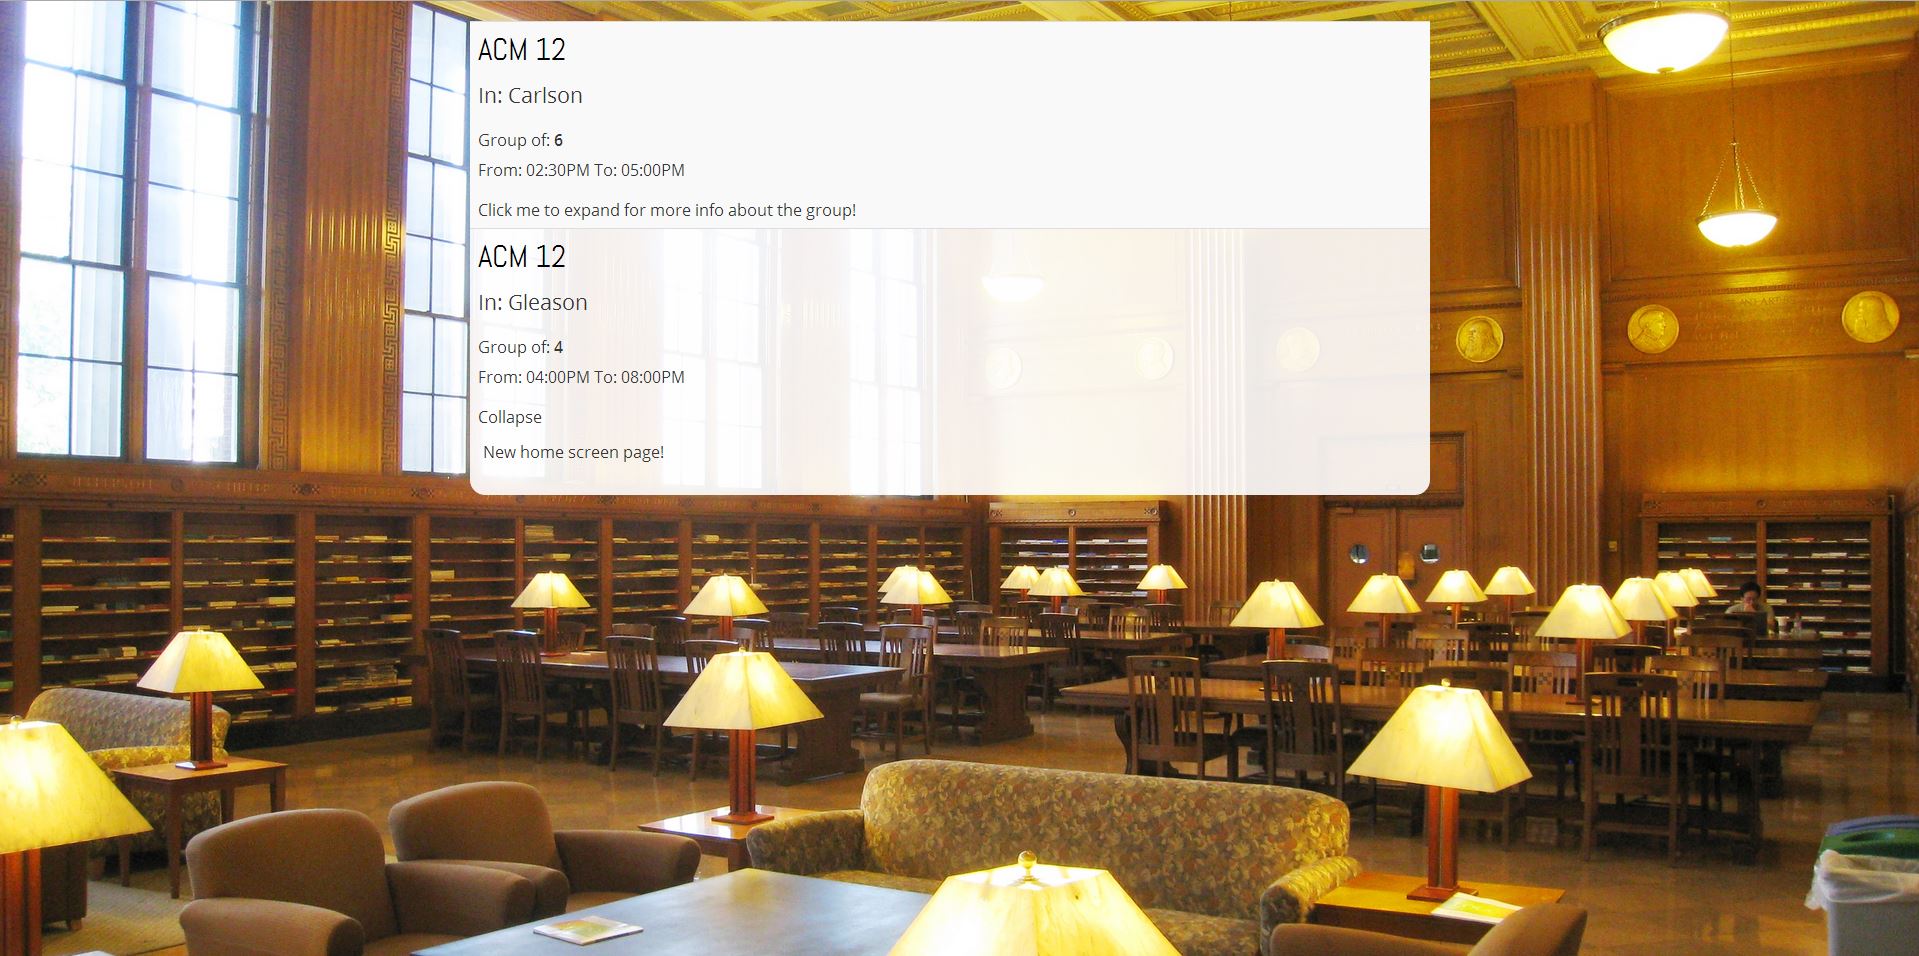 ACM 12
In: Carlson
Group of: 6
From: 02:30PM To: 05:00PM
Click me to expand for more info about the group!
ACM 12
In: Gleason
Group of: 4
From: 04:00PM To: 08:00PM
Collapse
New home screen page!